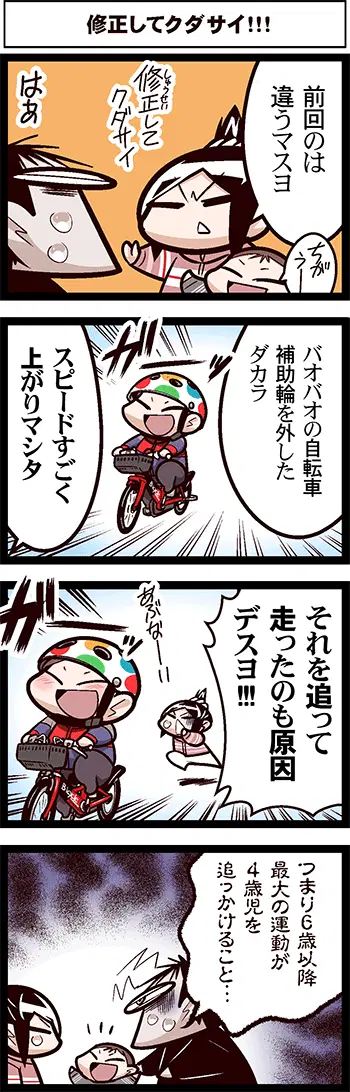 修正してクダサイ!!!
前回のは
違うマスヨ
ちが
う〜
修正して
しゅうせい
クダサイ
はあ
バオバオの自転車
補助輪を外した
ダカラ
スピードすごく
上がりマシタ
それを追って
走ったのも原因
デスヨ!!!
あぶなーい
つまり6歳以降
最大の運動が
4歳児を
追っかけること…